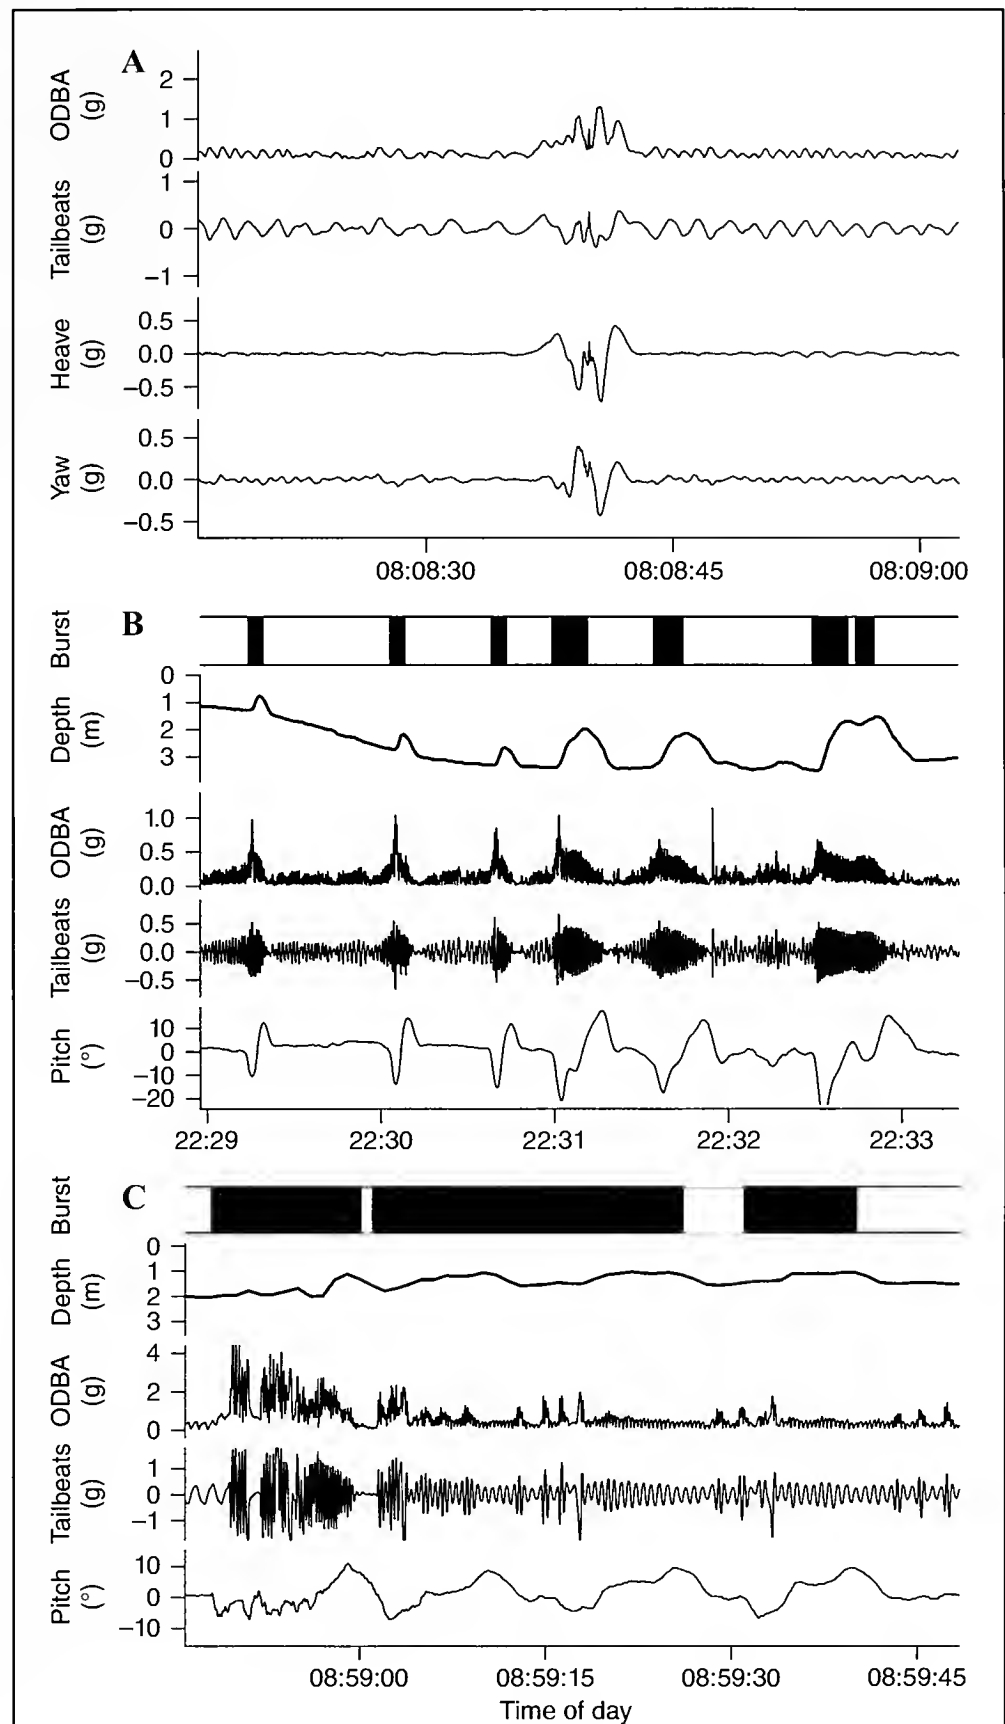 A
ODBA
(g)
2
1
0
Tailbeats
(g)
1
0
−1
Heave
(g)
0.5
0.0
−0.5
Yaw
(g)
0.5
0.0
−0.5
08:08:30 08:08:45 09:09:00
B
Burst
Depth
(m)
0
1
2
3
ODBA
(g)
1.0
0.5
0.0
Tailbeats
(g)
0.5
0.0
−0.5
Pitch
(°)
10
0
−10
−20
22:29 22:30 22:31 22:32 22:33
C
Burst
Depth
(m)
0
1
2
3
ODBA
(g)
4
2
0
Tailbeats
(g)
1
0
−1
Pitch
(°)
10
0
−10
08:59:00 08:59:15 08:59:30 08:59:45
Time of day